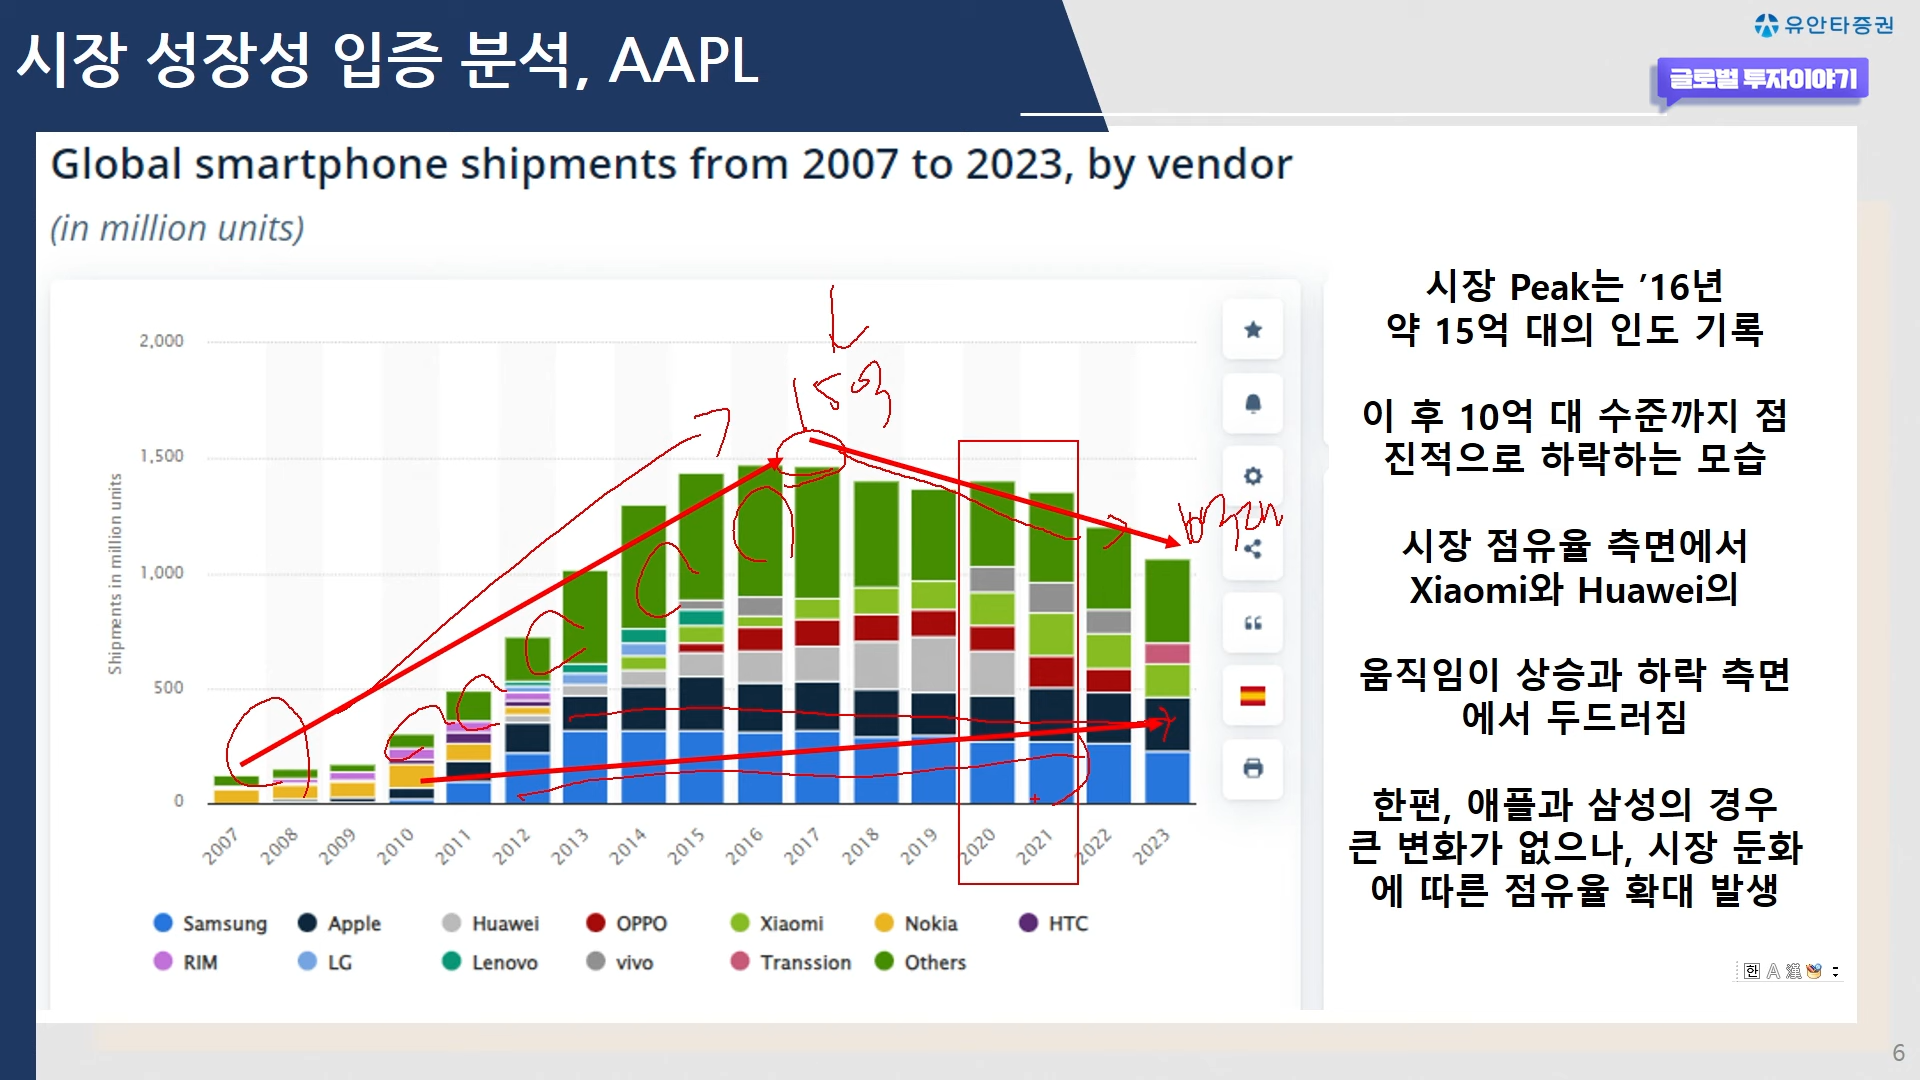 시장 성장성 입증 분석, AAPL
유안타증권
글로벌 투자이야기
Global smartphone shipments from 2007 to 2023, by vendor
(in million units)
Shipments in million units
2,000
1,500
1,000
500
0
2007 2008 2009 2010 2011 2012 2013 2014 2015 2016 2017 2018 2019 2020 2021 2022 2023
Samsung Apple Huawei OPPO Xiaomi Nokia HTC
RIM LG Lenovo vivo Transsion Others
시장 Peak는 ’16년
약 15억 대의 인도 기록
이 후 10억 대 수준까지 점
진적으로 하락하는 모습
시장 점유율 측면에서
Xiaomi와 Huawei의
움직임이 상승과 하락 측면
에서 두드러짐
한편, 애플과 삼성의 경우
큰 변화가 없으나, 시장 둔화
에 따른 점유율 확대 발생
한 A 漢
6